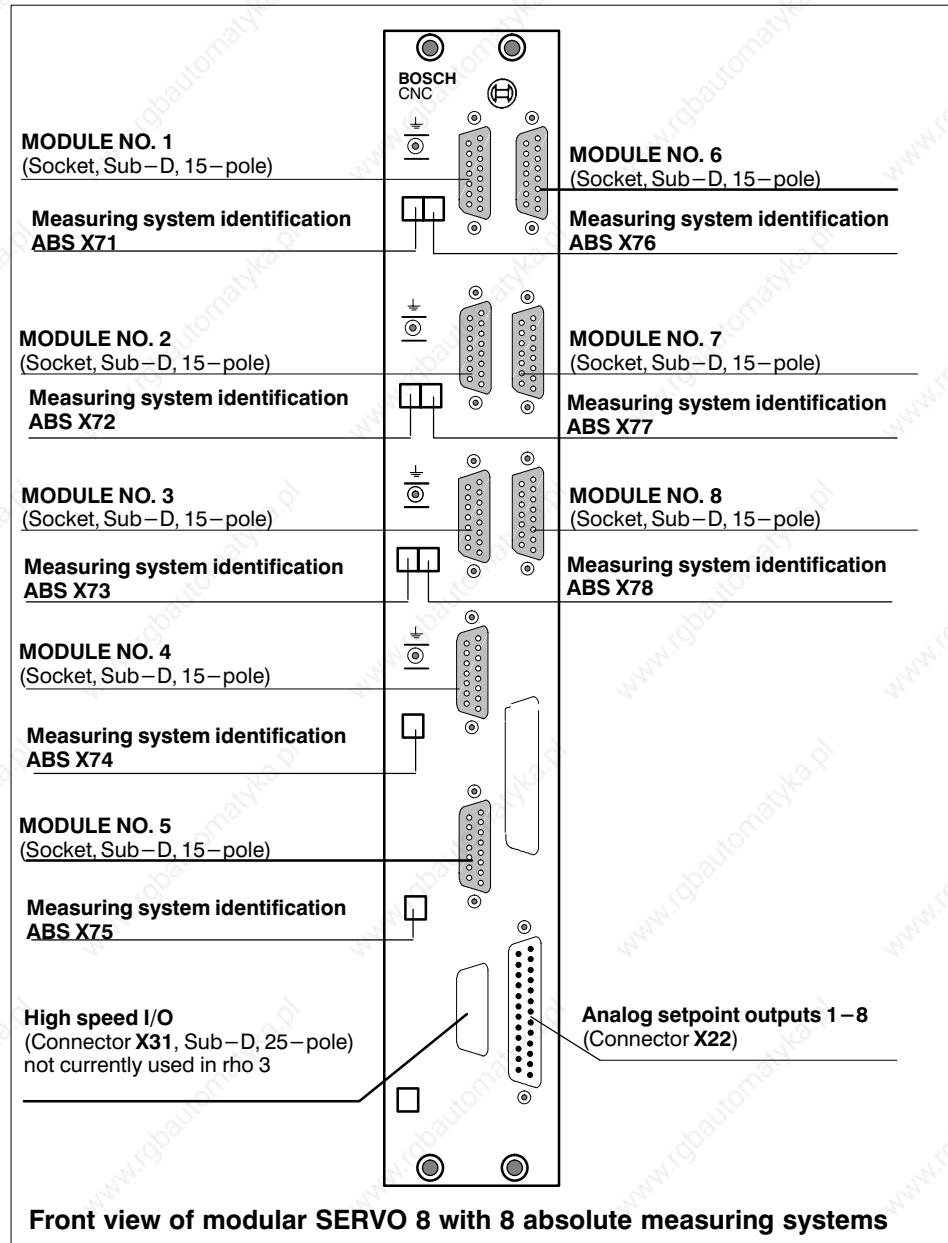 BOSCH
CNC
MODULE NO. 1
(Socket, Sub−D, 15−pole)
Measuring system identification
ABS X71
MODULE NO. 6
(Socket, Sub−D, 15−pole)
Measuring system identification
ABS X76
MODULE NO. 2
(Socket, Sub−D, 15−pole)
Measuring system identification
ABS X72
MODULE NO. 7
(Socket, Sub−D, 15−pole)
Measuring system identification
ABS X77
MODULE NO. 3
(Socket, Sub−D, 15−pole)
Measuring system identification
ABS X73
MODULE NO. 8
(Socket, Sub−D, 15−pole)
Measuring system identification
ABS X78
MODULE NO. 4
(Socket, Sub−D, 15−pole)
Measuring system identification
ABS X74
MODULE NO. 5
(Socket, Sub−D, 15−pole)
Measuring system identification
ABS X75
High speed I/O
(Connector X31, Sub−D, 25−pole)
not currently used in rho 3
Analog setpoint outputs 1−8
(Connector X22)
Front view of modular SERVO 8 with 8 absolute measuring systems
www.rgbautomatyka.pl